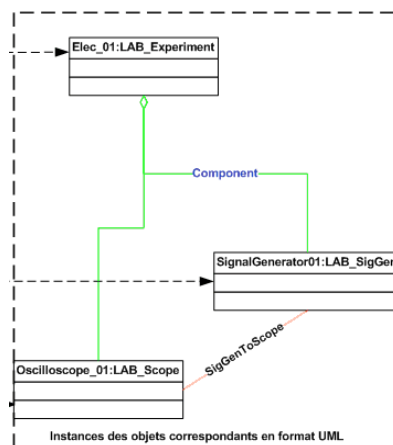 Elec_01:LAB_Experiment
Component
SignalGenerator01:LAB_SigGen
Oscilloscope_01:LAB_Scope
SigGenToScope
Instances des objets correspondants en format UML